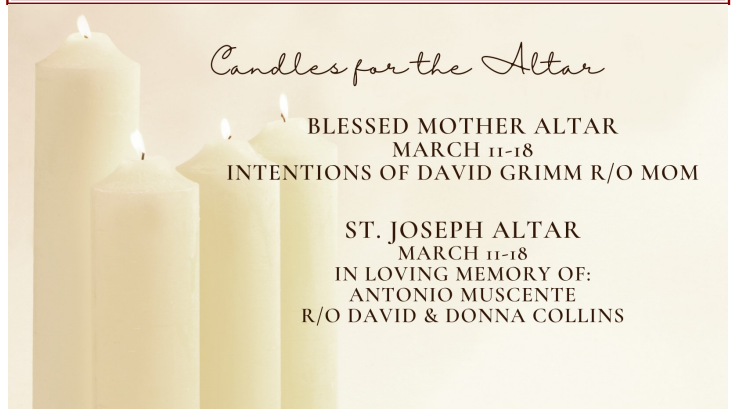 Candles for the Altar
BLESSED MOTHER ALTAR
MARCH 11-18
INTENTIONS OF DAVID GRIMM R/O MOM
ST. JOSEPH ALTAR
MARCH 11-18
IN LOVING MEMORY OF:
ANTONIO MUSCENTE
R/O DAVID & DONNA COLLINS